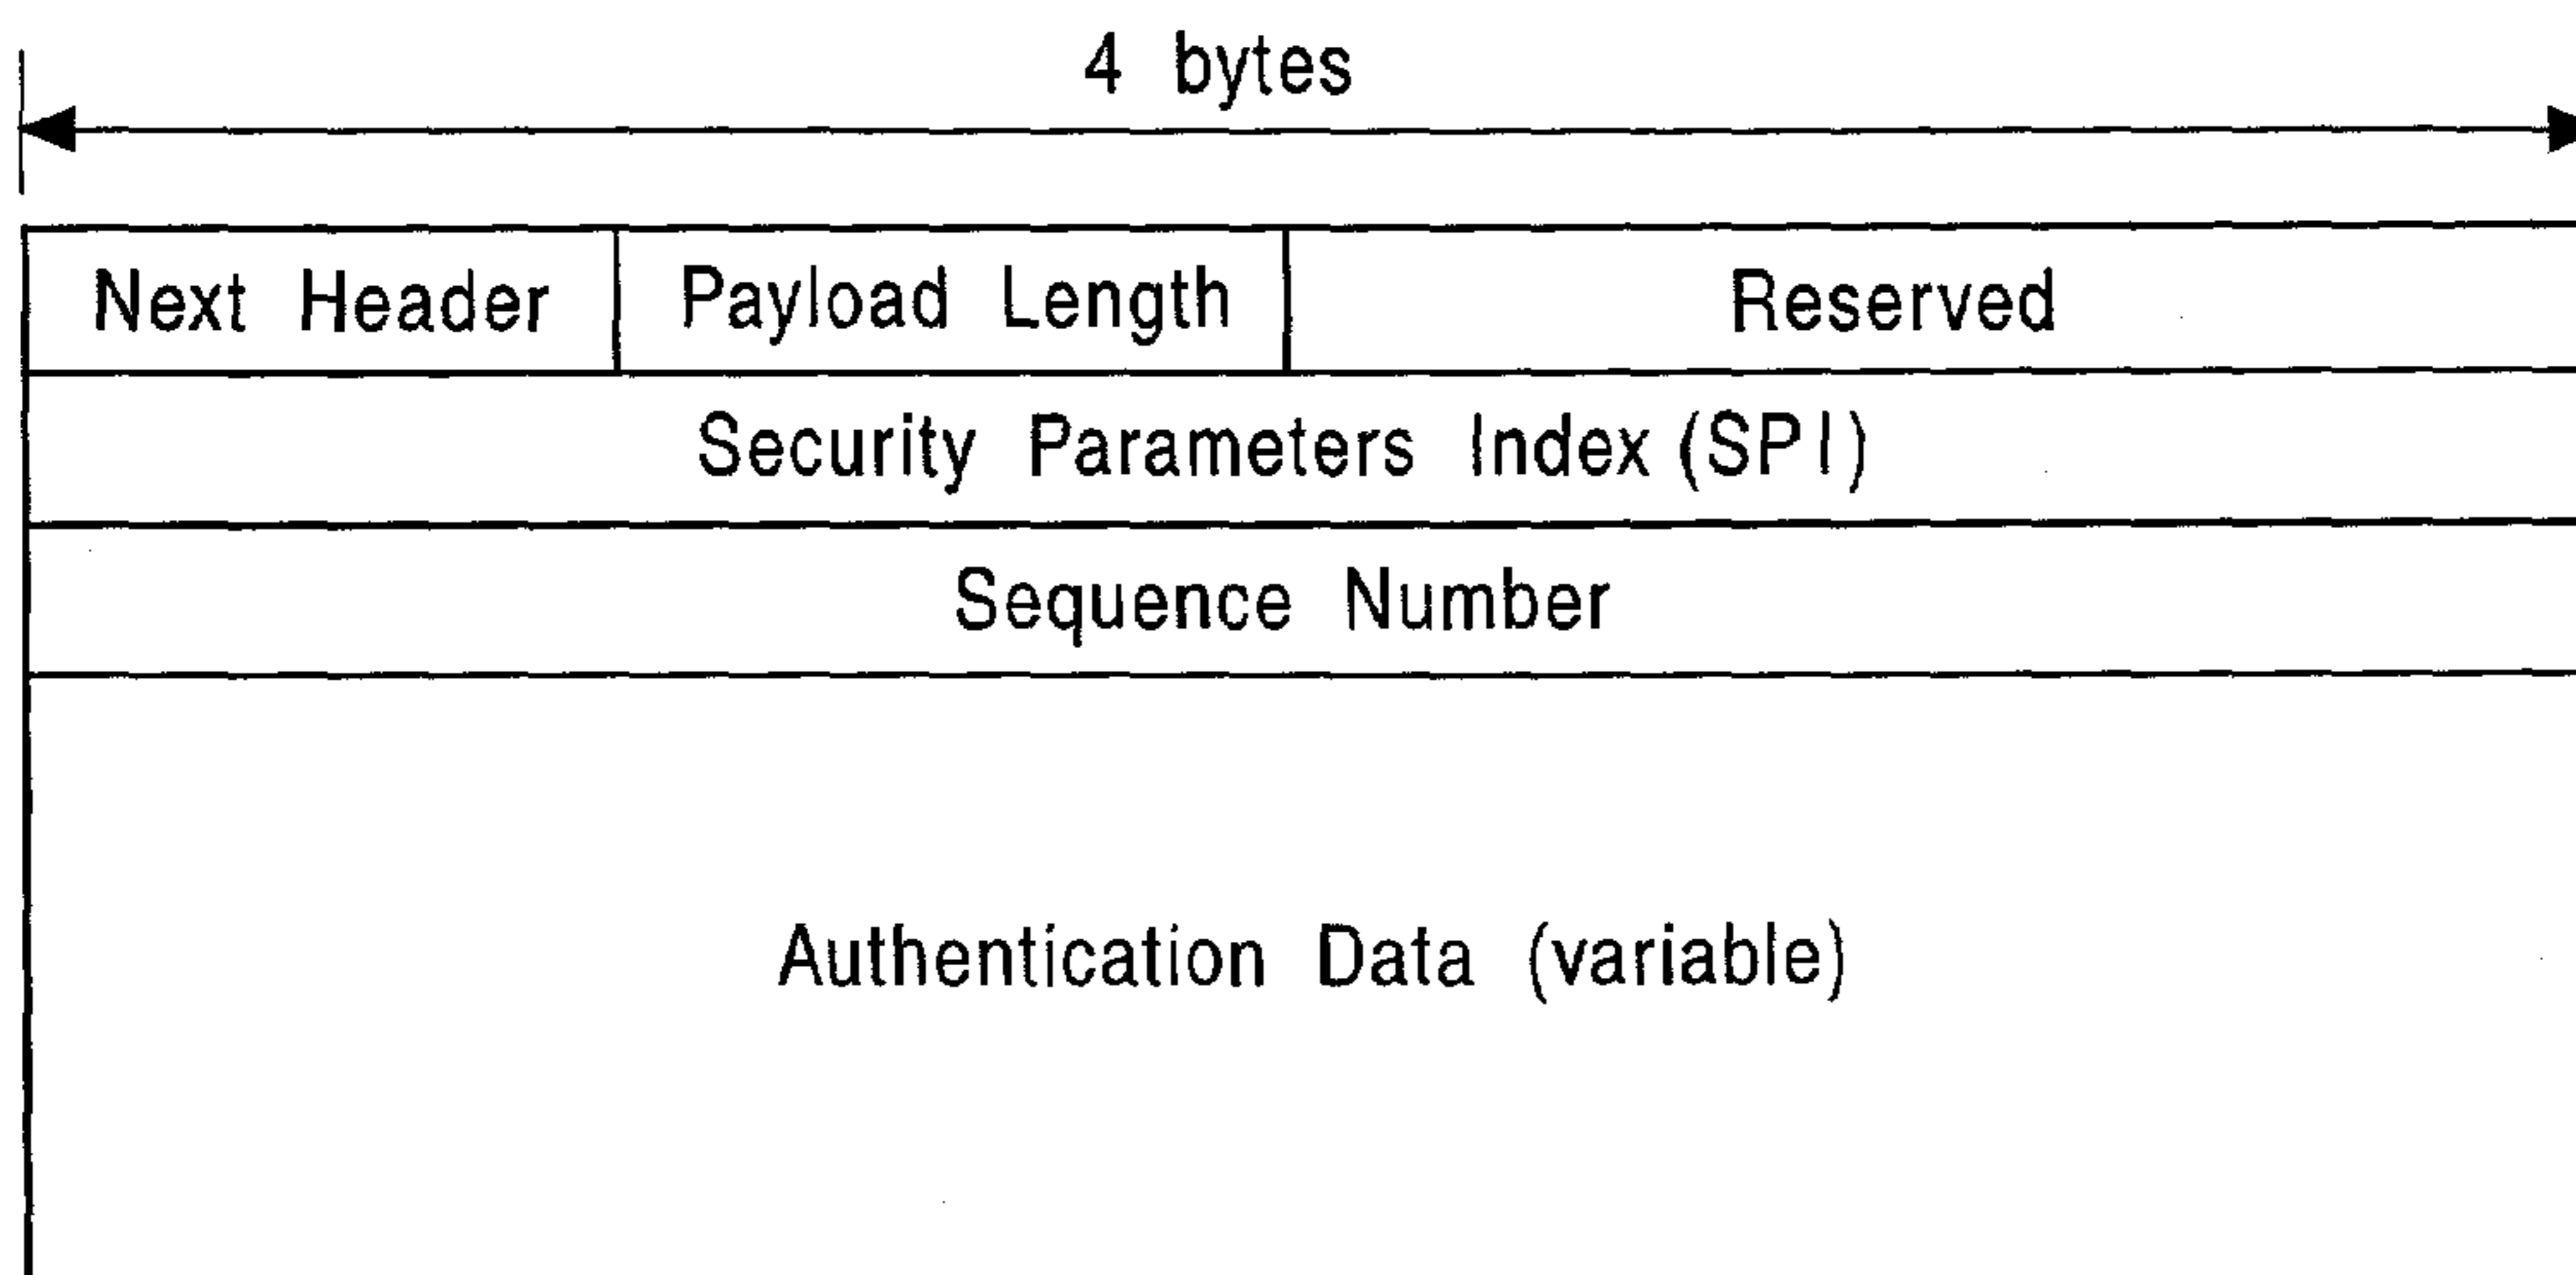 4 bytes
Next Header Payload Length Reserved
Security Parameters Index (SPI)
Sequence Number
Authentication Data (variable)